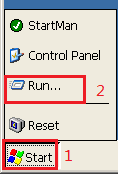 StartMan
Control Panel
Run...
2
Reset
Start 1